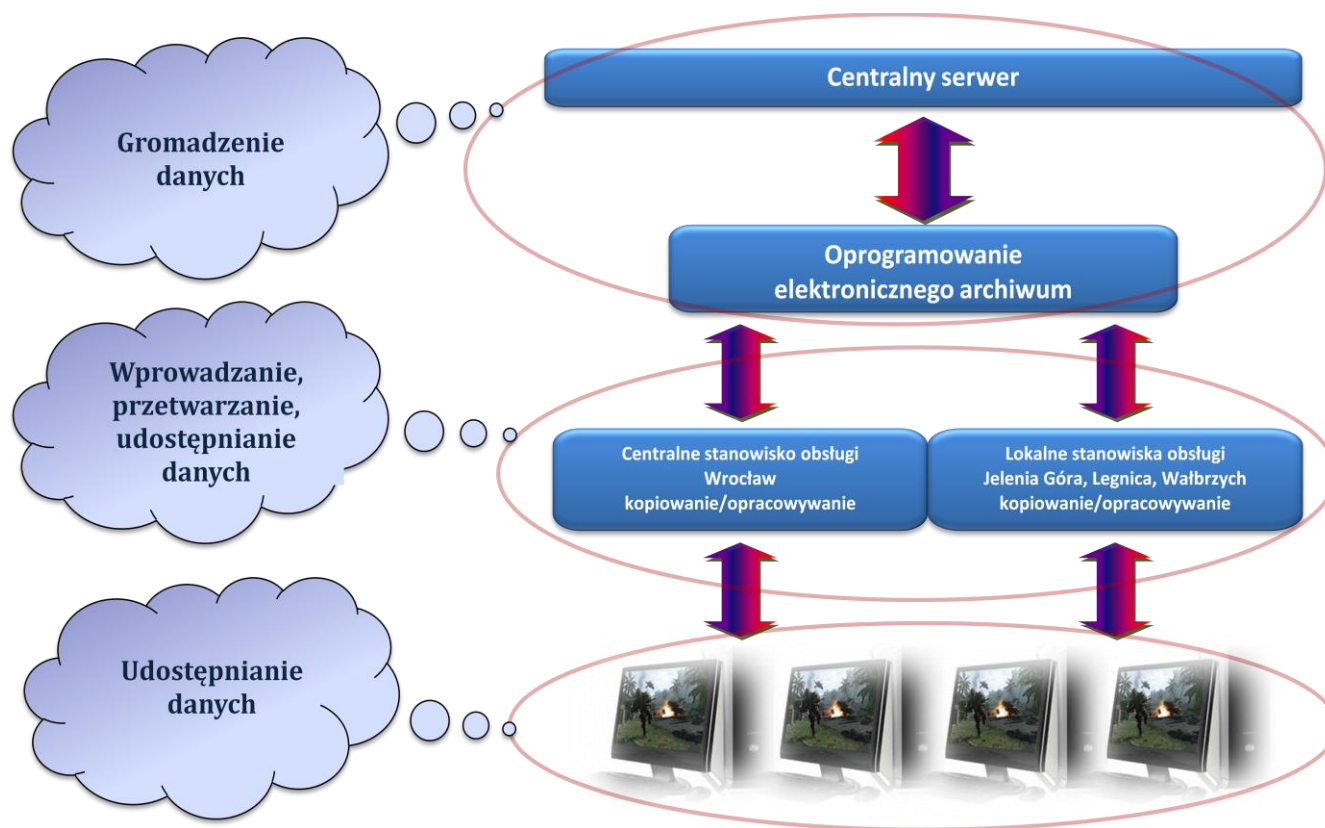 Centralny serwer
Gromadzenie
danych
Oprogramowanie
elektronicznego archiwum
Wprowadzanie,
przetwarzanie,
udostępnianie
danych
Centralne stanowisko obsługi
Wrocław
kopiowanie/opracowywanie
Lokalne stanowiska obsługi
Jelenia Góra, Legnica, Wałbrzych
kopiowanie/opracowywanie
Udostępnianie
danych